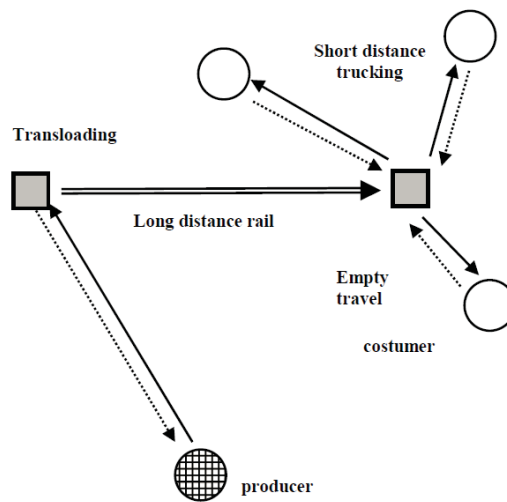 Short distance
trucking
Transloading
Long distance rail
Empty
travel
costumer
producer